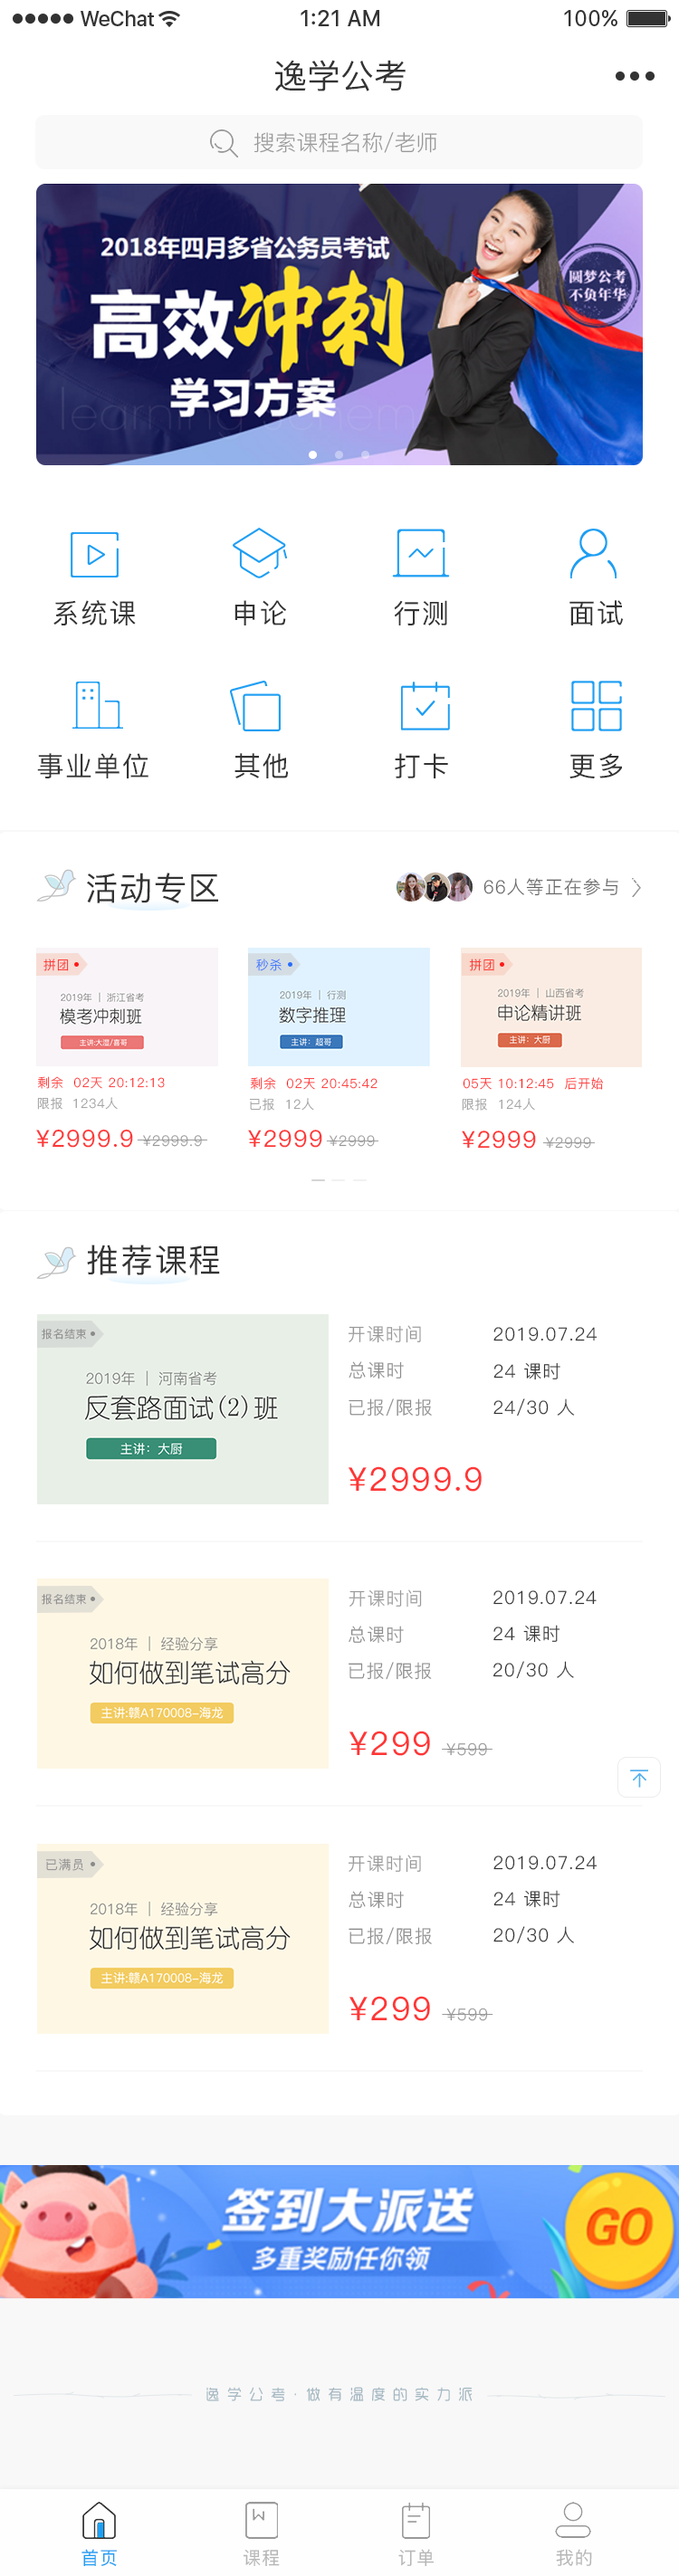 WeChat 1:21 AM 100%
逸学公考
搜索课程名称/老师
2018年四月多省公务员考试
高效冲刺
学习方案
learning schem
圆梦公考
不负年华
系统课 申论 行测 面试
事业单位 其他 打卡 更多
活动专区 66人等正在参与
拼团
2019年 | 浙江省考
模考冲刺班
剩余 02天 20:12:13
限报 1234人
¥2999.9 ¥2999.9
秒杀
2019年 | 行测
数字推理
主讲：超哥
剩余 02天 20:45:42
已报 12人
¥2999 ¥2999
拼团
2019年 | 山西省考
申论精讲班
主讲：大厨
05天 10:12:45 后开始
限报 124人
¥2999 ¥2999
推荐课程
报名结束
2019年 | 河南省考
反套路面试(2)班
主讲：大厨
开课时间 2019.07.24
总课时 24 课时
已报/限报 24/30 人
¥2999.9
报名结束
2018年 | 经验分享
如何做到笔试高分
主讲:赣A170008-海龙
开课时间 2019.07.24
总课时 24 课时
已报/限报 20/30 人
¥299 ¥599
已满员
2018年 | 经验分享
如何做到笔试高分
主讲:赣A170008-海龙
开课时间 2019.07.24
总课时 24 课时
已报/限报 20/30 人
¥299 ¥599
签到大派送
多重奖励任你领
GO
逸学公考·做有温度的实力派
首页 课程 订单 我的